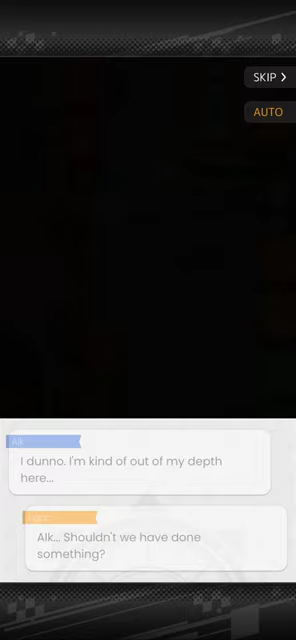 SKIP
AUTO
Alk
I dunno. I'm kind of out of my depth
here...
Alk... Shouldn't we have done
something?